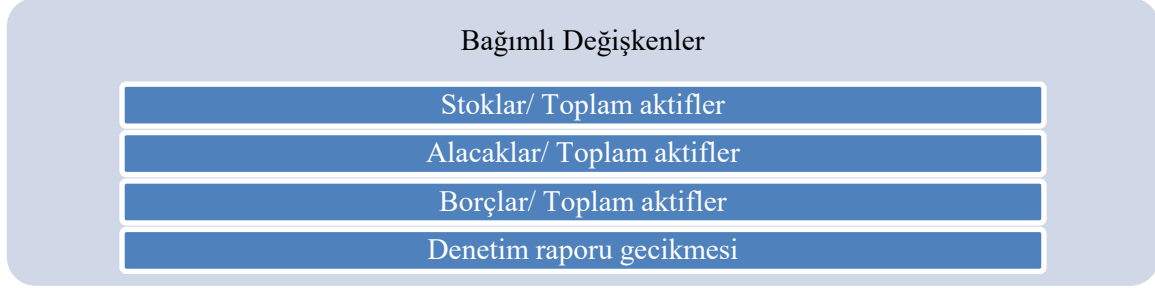 Bağımlı Değişkenler
Stoklar/ Toplam aktifler
Alacaklar/ Toplam aktifler
Borçlar/ Toplam aktifler
Denetim raporu gecikmesi